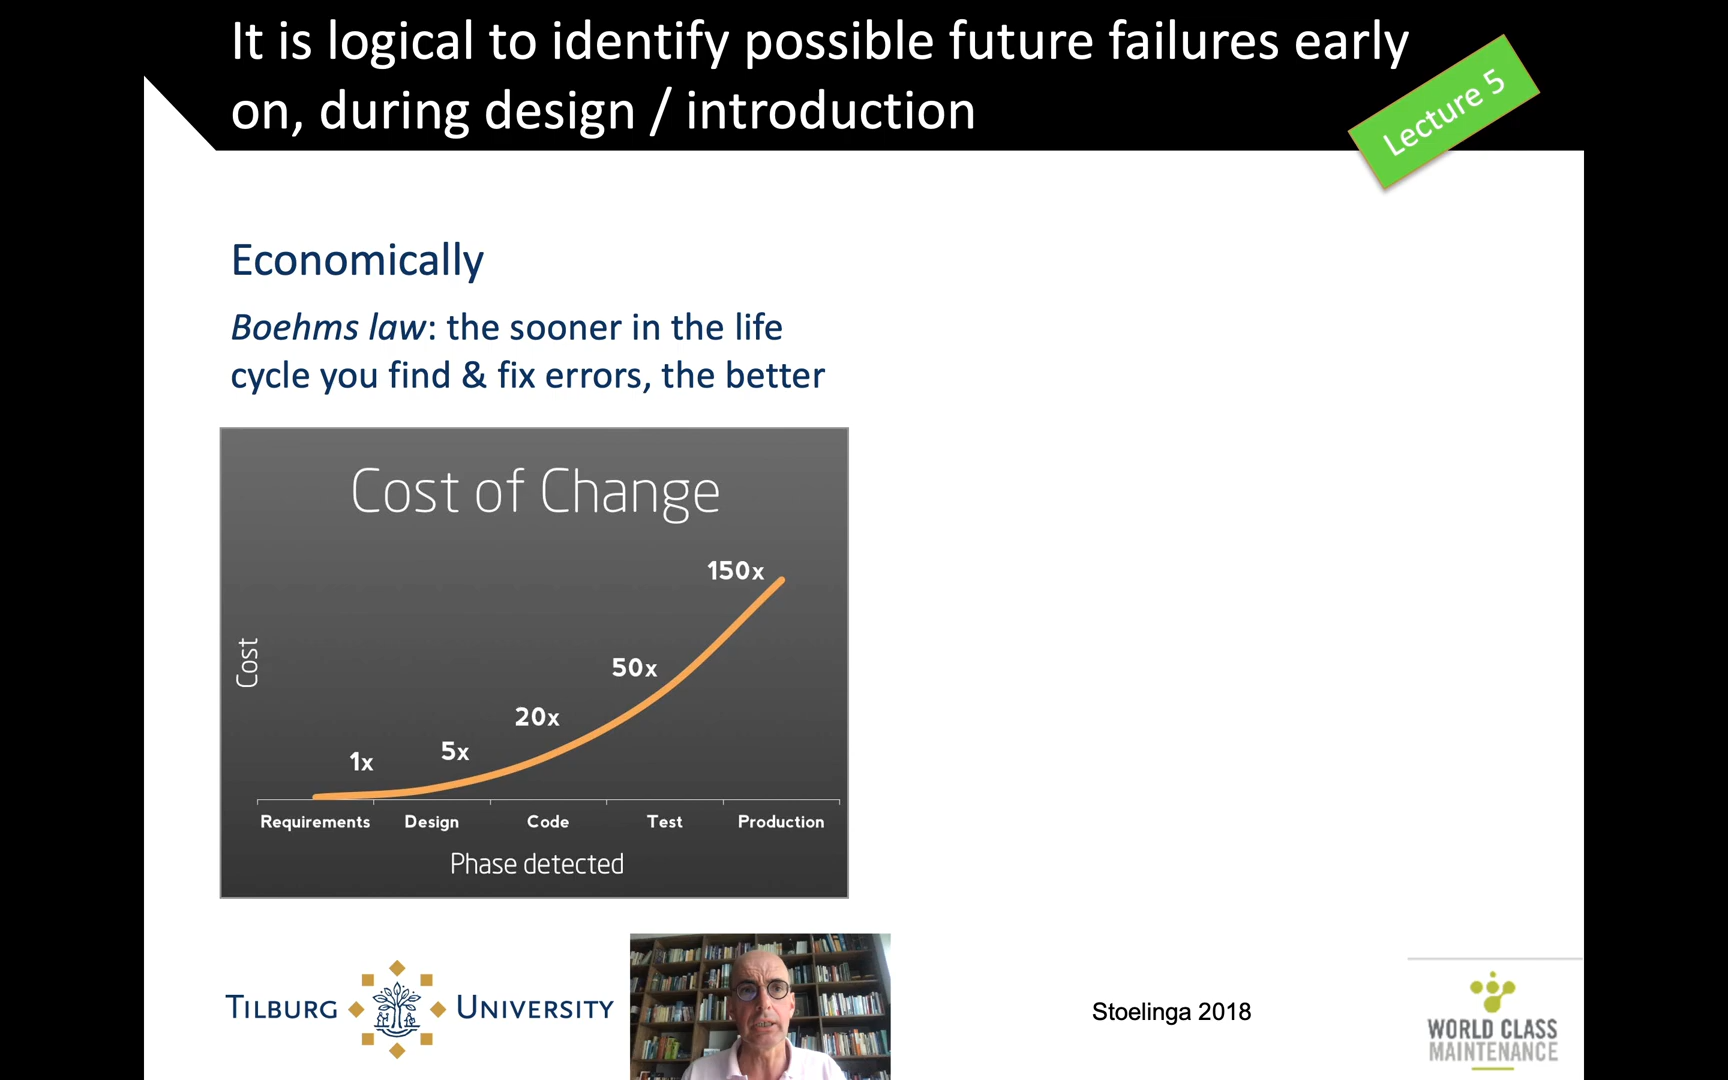 It is logical to identify possible future failures early
on, during design / introduction
Lecture 5
Economically
Boehms law: the sooner in the life
cycle you find & fix errors, the better
Cost of Change
150x
50x
20x
5x
1x
Cost
Requirements Design Code Test Production
Phase detected
TILBURG UNIVERSITY
Stoelinga 2018
WORLD CLASS
MAINTENANCE